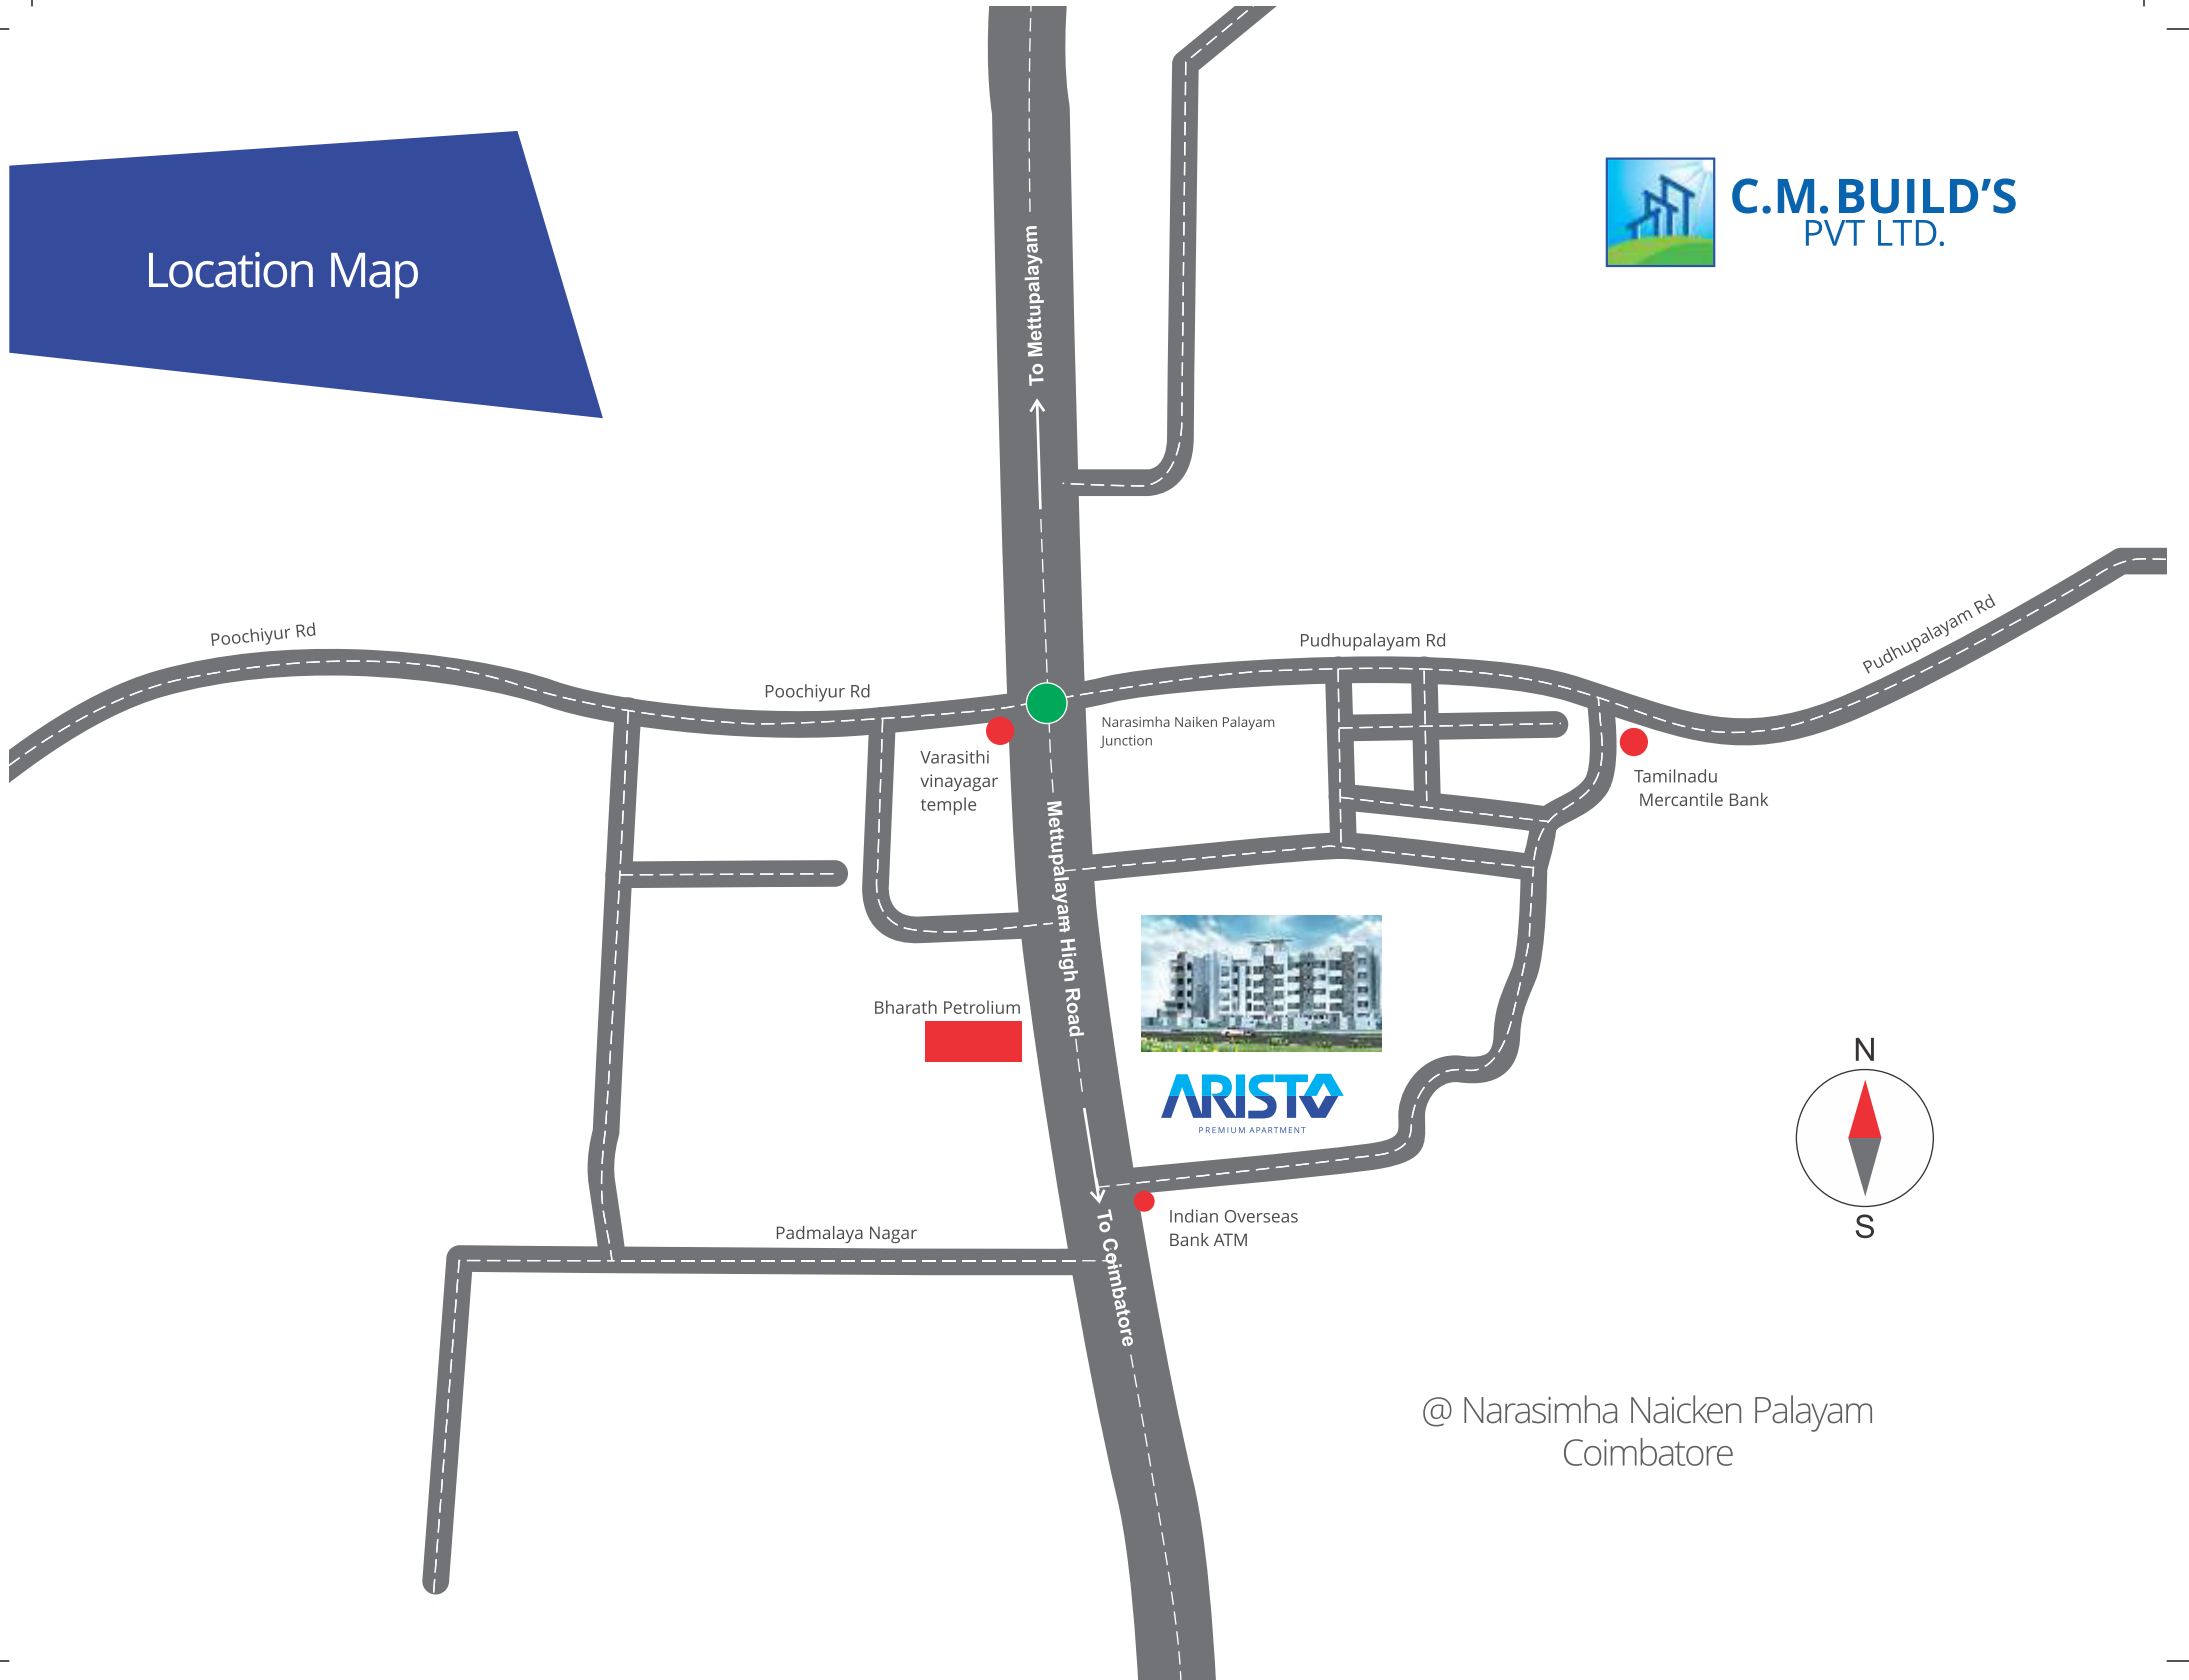 Location Map
C.M. BUILD’S
PVT LTD.
To Mettupalayam
Poochiyur Rd
Poochiyur Rd
Pudhupalayam Rd
Pudhupalayam Rd
Narasimha Naiken Palayam
Junction
Varasithi
vinayagar
temple
Tamilnadu
Mercantile Bank
Mettupalayam High Road
Bharath Petrolium
ARISTA
PREMIUM APARTMENT
N
S
Indian Overseas
Bank ATM
To Coimbatore
Padmalaya Nagar
@ Narasimha Naicken Palayam
Coimbatore